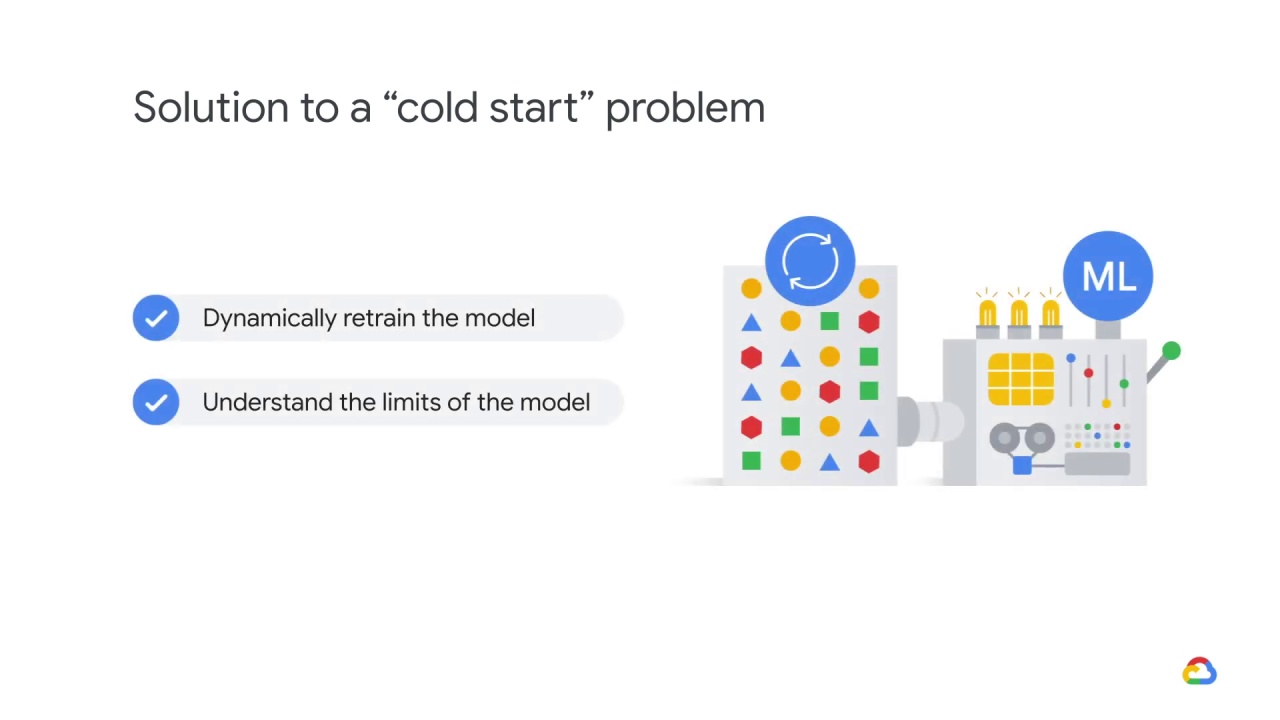 Solution to a “cold start” problem
Dynamically retrain the model
Understand the limits of the model
ML